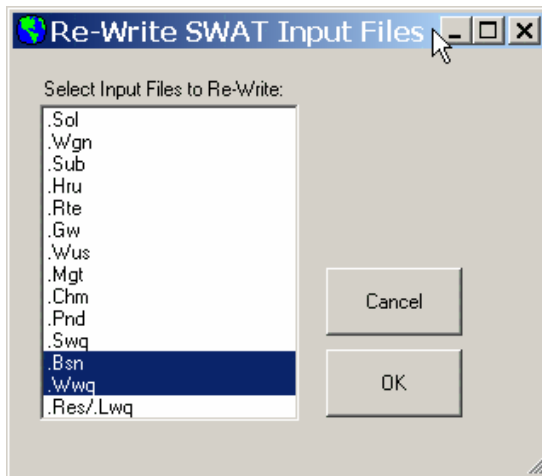 Re-Write SWAT Input Files
Select Input Files to Re-Write:
.Sol
.Wgn
.Sub
.Hru
.Rte
.Gw
.Wus
.Mgt
.Chm
.Pnd
.Swq
.Bsn
.Wwq
.Res/.Lwq
Cancel
OK